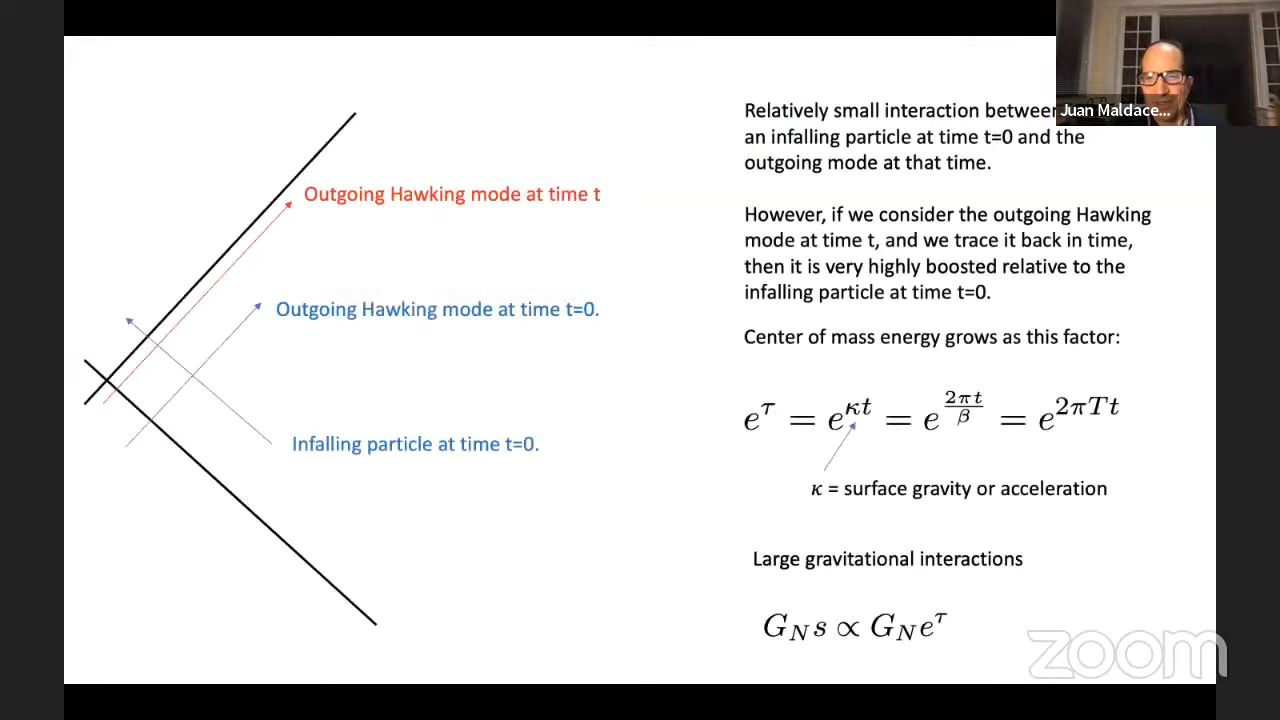 Juan Maldace...
Relatively small interaction between
an infalling particle at time t=0 and the
outgoing mode at that time.
However, if we consider the outgoing Hawking
mode at time t, and we trace it back in time,
then it is very highly boosted relative to the
infalling particle at time t=0.
Center of mass energy grows as this factor:
e^τ = e^{κt} = e^{2πt/β} = e^{2πTt}
κ = surface gravity or acceleration
Large gravitational interactions
G_N s ∝ G_N e^τ
Outgoing Hawking mode at time t
Outgoing Hawking mode at time t=0.
Infalling particle at time t=0.
zoom